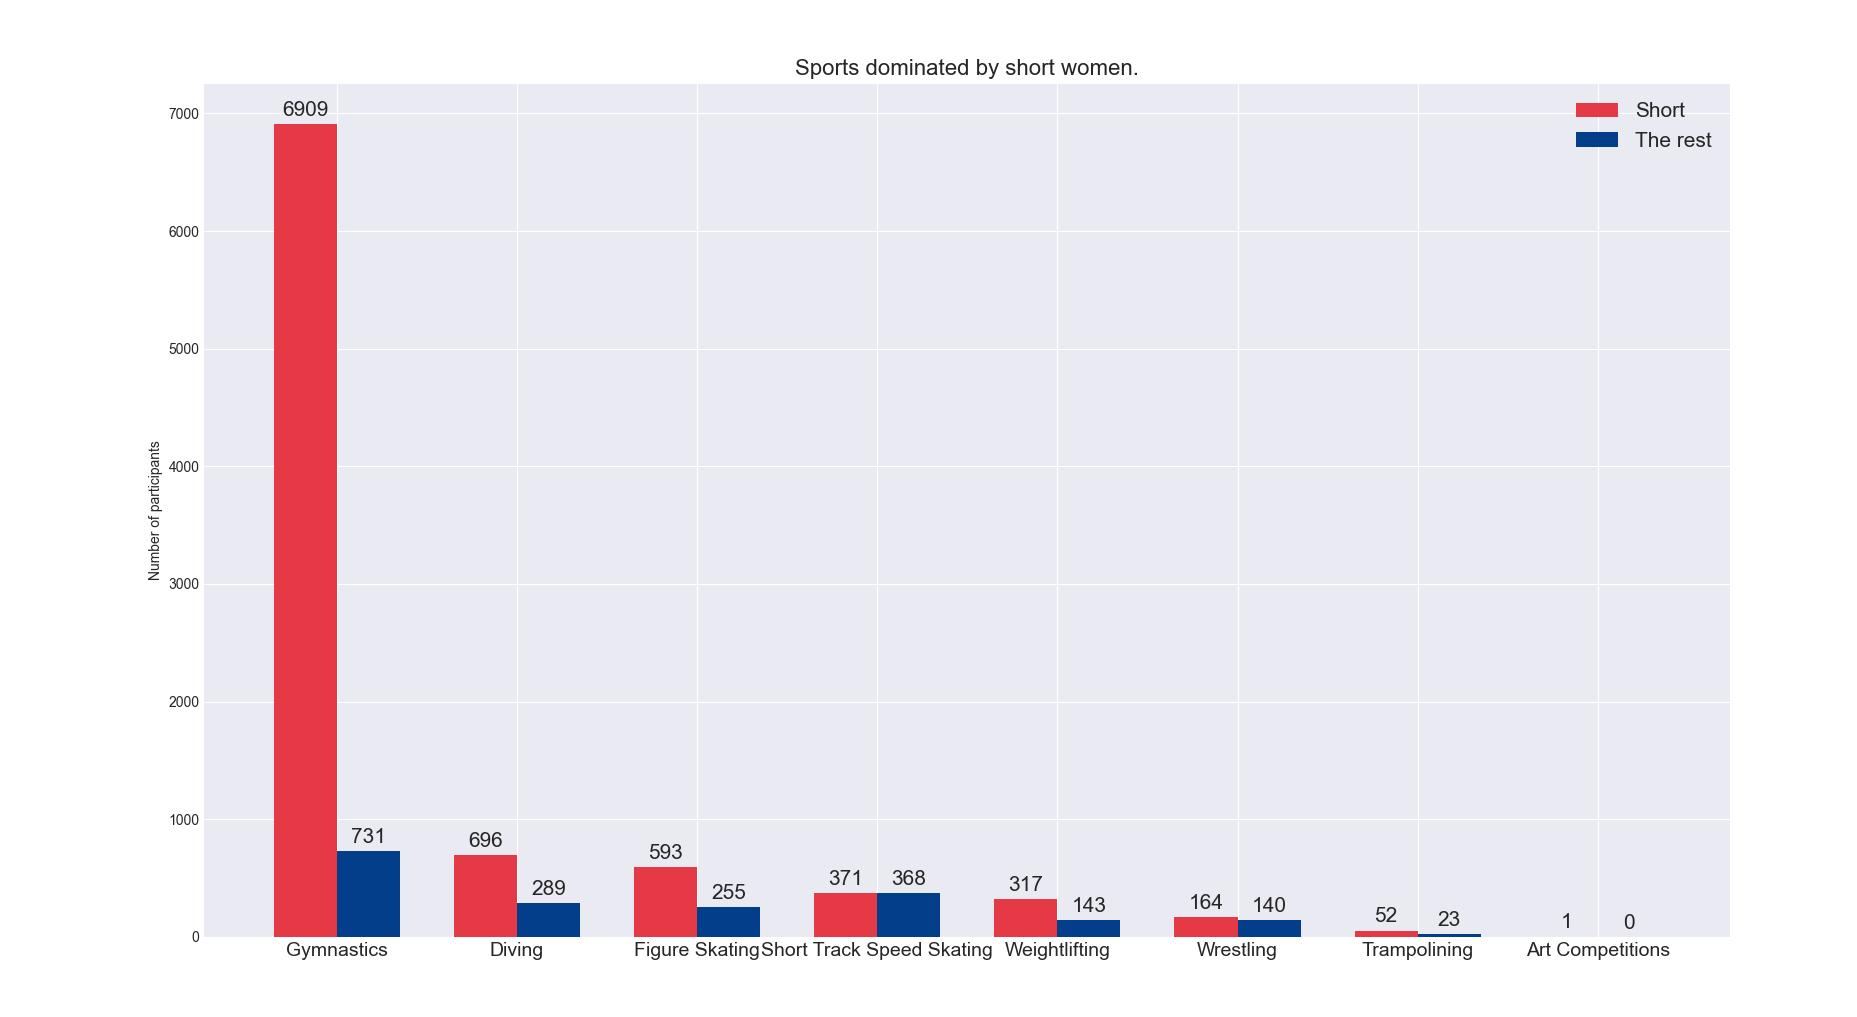 Sports dominated by short women.
Short
The rest
Number of participants
7000
6000
5000
4000
3000
2000
1000
0
6909
731
696
289
593
255
371
368
317
143
164
140
52
23
1
0
Gymnastics
Diving
Figure Skating
Short Track Speed Skating
Weightlifting
Wrestling
Trampolining
Art Competitions